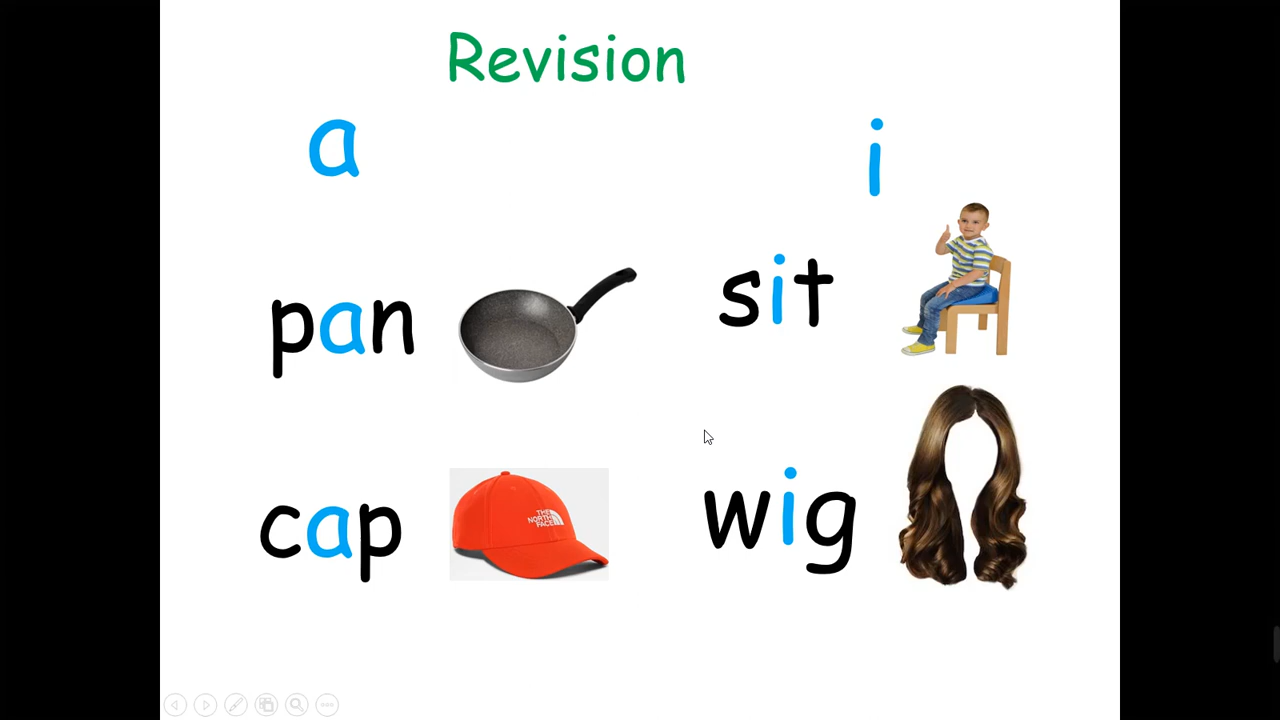 Revision
a
i
pan
sit
cap
THE
NORTH
FACE
wig